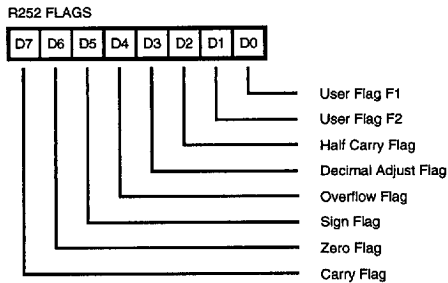 R252 FLAGS
D7 D6 D5 D4 D3 D2 D1 D0
User Flag F1
User Flag F2
Half Carry Flag
Decimal Adjust Flag
Overflow Flag
Sign Flag
Zero Flag
Carry Flag